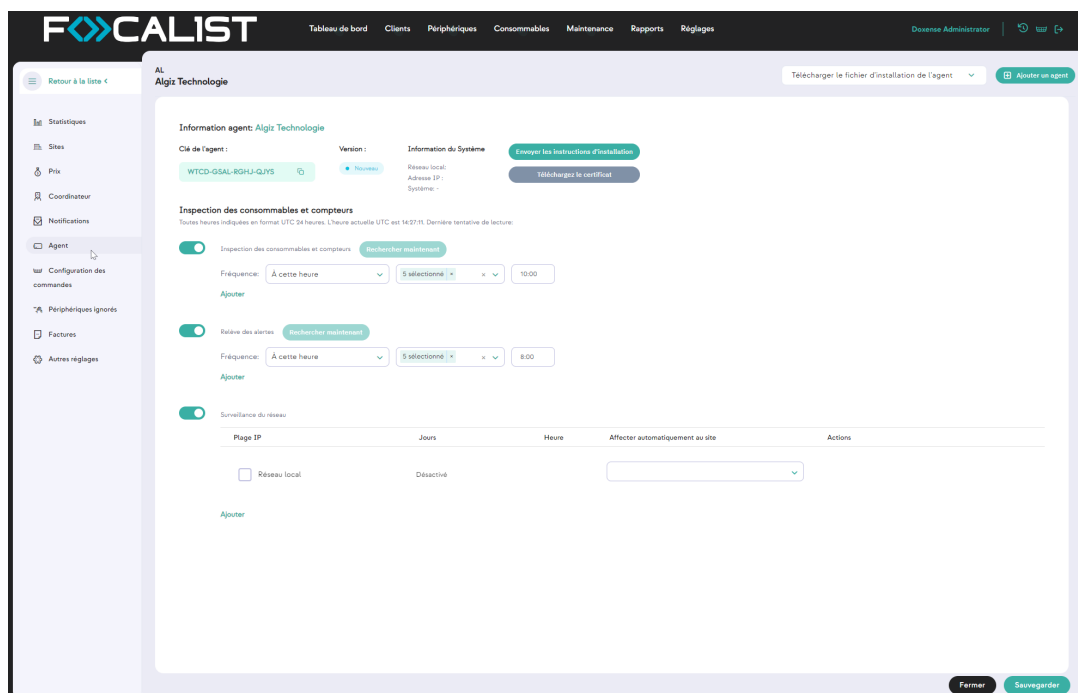 FOCALIST
Tableau de bord Clients Périphériques Consommables Maintenance Rapports Réglages
Doxense Administrator
Retour à la liste <
AL
Algiz Technologie
Télécharger le fichier d'installation de l'agent
Ajouter un agent
Statistiques
Sites
Prix
Coordinateur
Notifications
Agent
Configuration des
commandes
Périphériques ignorés
Factures
Autres réglages
Information agent: Algiz Technologie
Clé de l'agent : Version : Information du Système
WTCD-GSAL-RGHJ-QJYS
Nouveau
Réseau local:
Adresse IP :
Système: -
Envoyer les instructions d'installation
Téléchargez le certificat
Inspection des consommables et compteurs
Toutes heures indiquées en format UTC 24 heures. L'heure actuelle UTC est 14:27:11. Dernière tentative de lecture:
Inspection des consommables et compteurs Rechercher maintenant
Fréquence: À cette heure 5 sélectionné × × 10:00
Ajouter
Relève des alertes Rechercher maintenant
Fréquence: À cette heure 5 sélectionné × × 8:00
Ajouter
Surveillance du réseau
Plage IP Jours Heure Affecter automatiquement au site Actions
Réseau local Désactivé
Ajouter
Fermer Sauvegarder